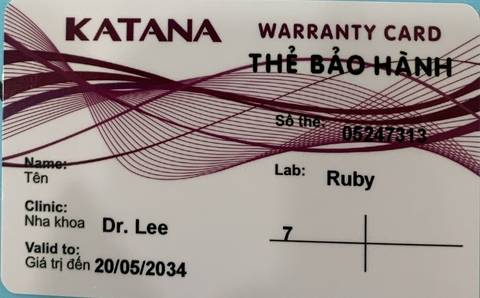 KATANA
WARRANTY CARD
THẺ BẢO HÀNH
Số thẻ: 05247313
Name:
Tên
Lab: Ruby
Clinic:
Nha khoa Dr. Lee
7
Valid to:
Giá trị đến 20/05/2034